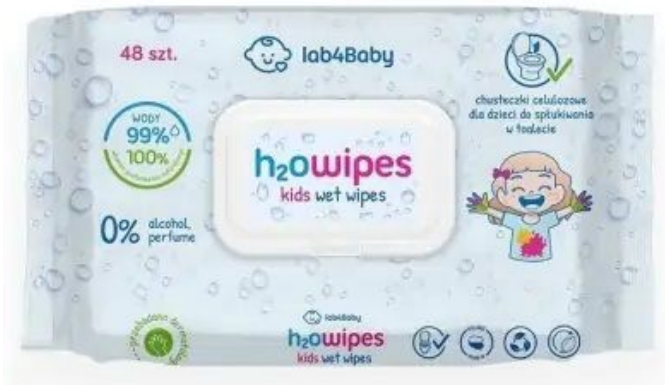 48 szt.
lab4Baby
chusteczki celulozowe
dla dzieci do spłukiwania
w toalecie
WODY
99%
100%
h2owipes
kids wet wipes
0% alcohol,
perfume
lab4Baby
h2owipes
kids wet wipes